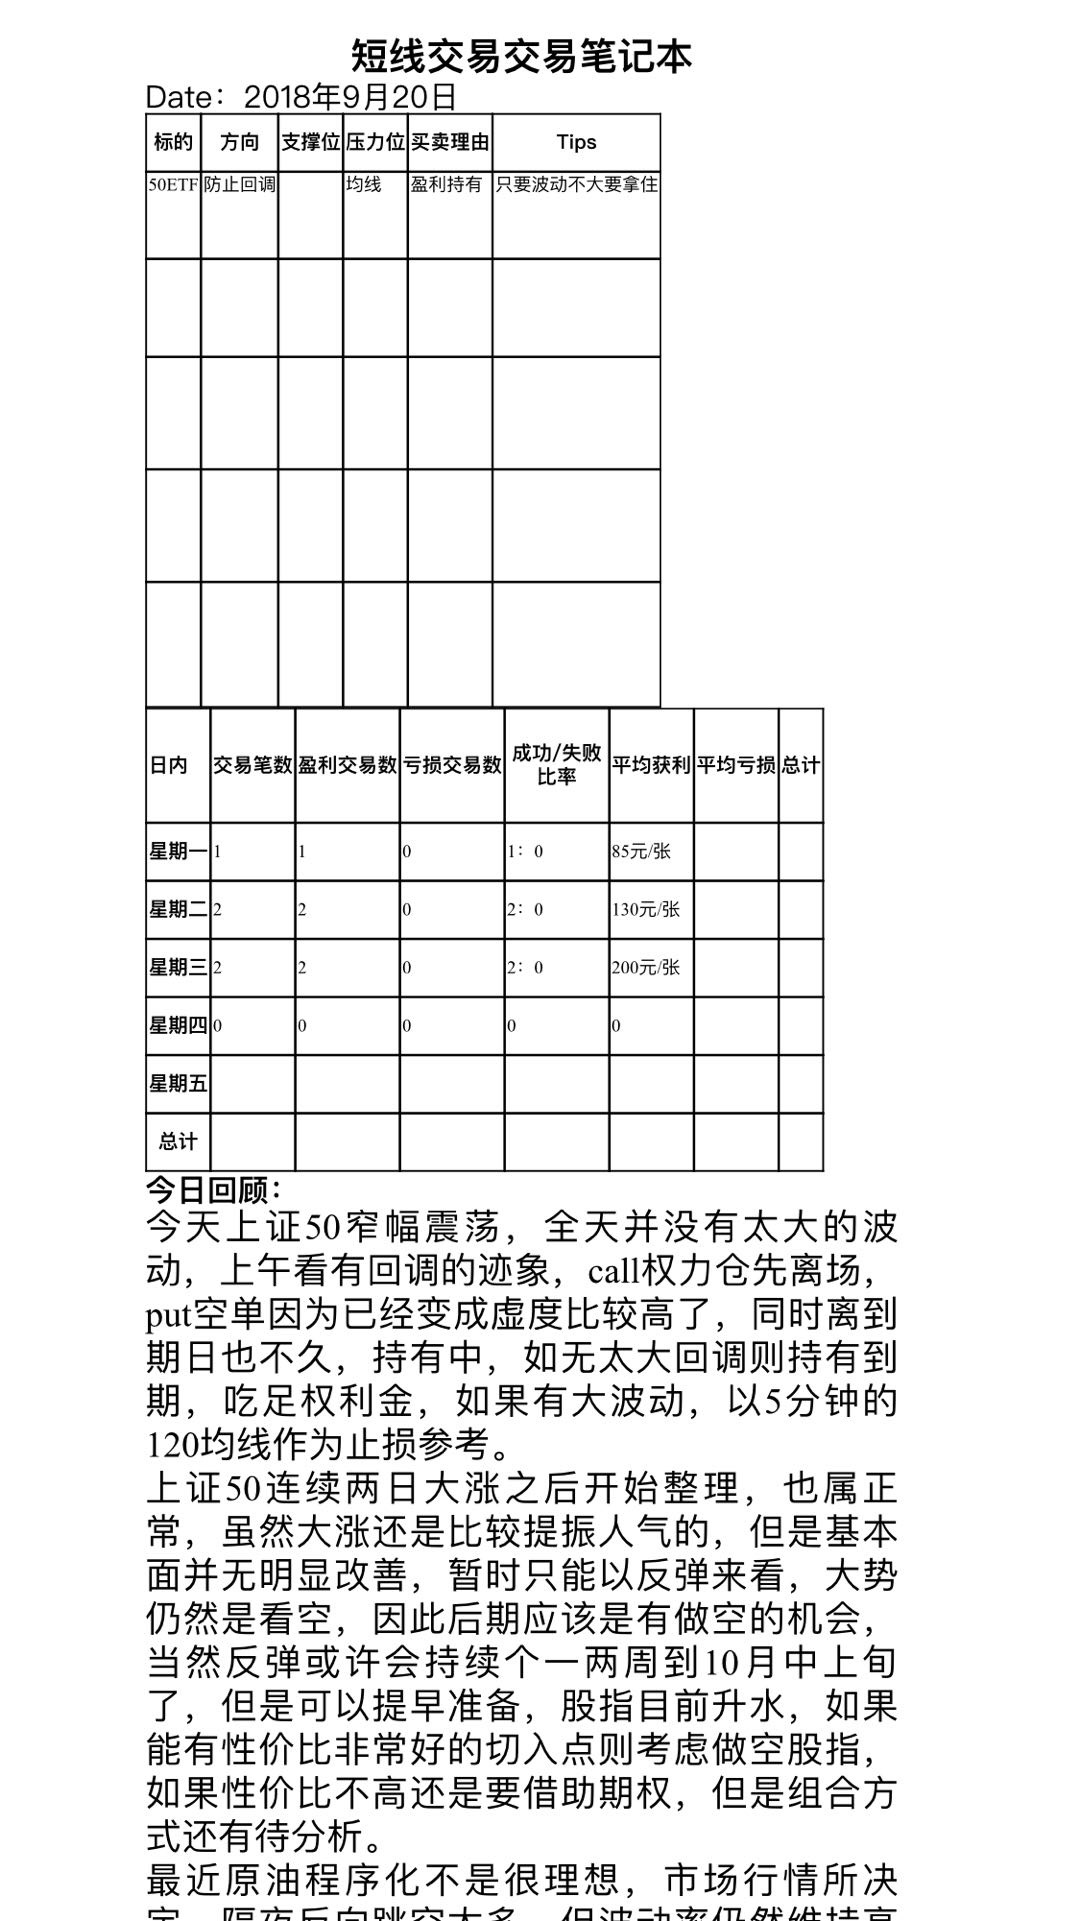 短线交易交易笔记本
Date：2018年9月20日
标的 方向 支撑位 压力位 买卖理由 Tips
50ETF 防止回调 均线 盈利持有 只要波动不大要拿住
日内 交易笔数 盈利交易数 亏损交易数 成功/失败 平均获利 平均亏损 总计
比率
星期一 1 1 0 1：0 85元/张
星期二 2 2 0 2：0 130元/张
星期三 2 2 0 2：0 200元/张
星期四 0 0 0 0 0
星期五
总计
今日回顾：
今天上证50窄幅震荡，全天并没有太大的波
动，上午看有回调的迹象，call权力仓先离场，
put空单因为已经变成虚度比较高了，同时离到
期日也不久，持有中，如无太大回调则持有到
期，吃足权利金，如果有大波动，以5分钟的
120均线作为止损参考。
上证50连续两日大涨之后开始整理，也属正
常，虽然大涨还是比较提振人气的，但是基本
面并无明显改善，暂时只能以反弹来看，大势
仍然是看空，因此后期应该是有做空的机会，
当然反弹或许会持续个一两周到10月中上旬
了，但是可以提早准备，股指目前升水，如果
能有性价比非常好的切入点则考虑做空股指，
如果性价比不高还是要借助期权，但是组合方
式还有待分析。
最近原油程序化不是很理想，市场行情所决
定，隔夜反向跳空太多，但波动率仍然维持高